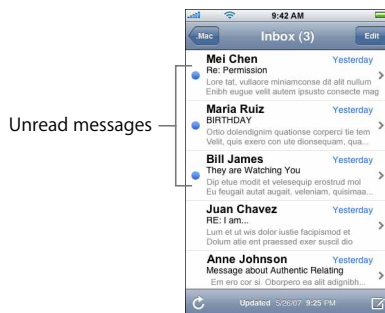 9:42 AM
.Mac
Inbox (3)
Edit
Unread messages
Mei Chen
Yesterday
Re: Permission
Lore tat, vullaore miniamconse dit alit nullum
Enibh eugue velit autem ipsusto consecte mag
Maria Ruiz
Yesterday
BIRTHDAY
Ortio dolendignim quationse corperci tie tem
Velit, quis exero con ute dionsequam, qua...
Bill James
Yesterday
They are Watching You
Dip etue modit et velesequip erostrud mol
Eu feugait autat augait, veleniam, quisimaa...
Juan Chavez
Yesterday
RE: I am...
Lum et ut wis dolor iustie facipismod et
Dolum atie ent praessed exer suscil dio
Anne Johnson
Yesterday
Message about Authentic Relating
Em ero cor si. Oborpero ea alit adignibh...
Updated 5/26/07 9:25 PM